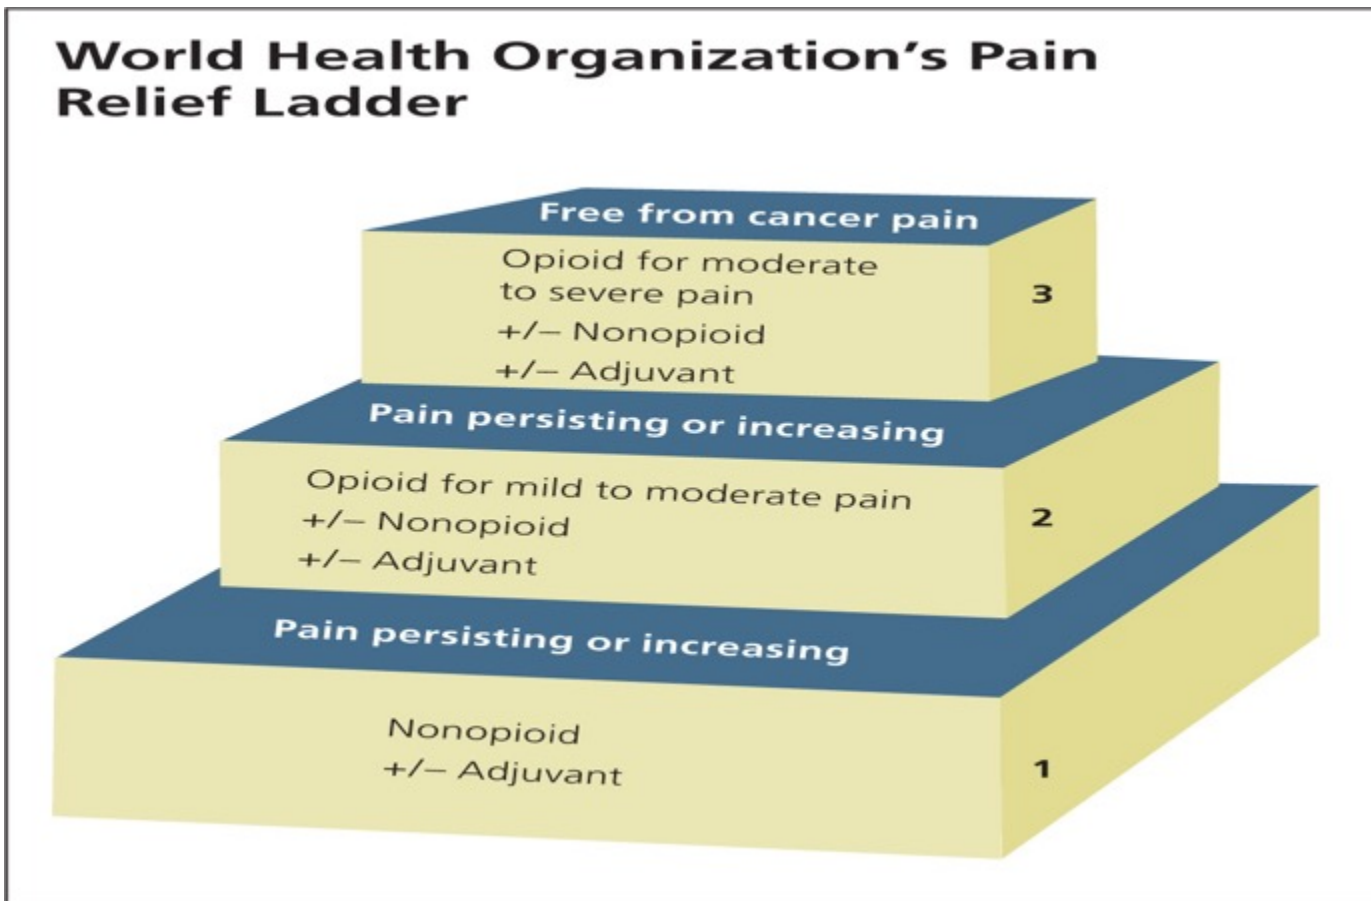 World Health Organization’s Pain
Relief Ladder
Free from cancer pain
Opioid for moderate
to severe pain
+/– Nonopioid
+/– Adjuvant
3
Pain persisting or increasing
Opioid for mild to moderate pain
+/– Nonopioid
+/– Adjuvant
2
Pain persisting or increasing
Nonopioid
+/– Adjuvant
1